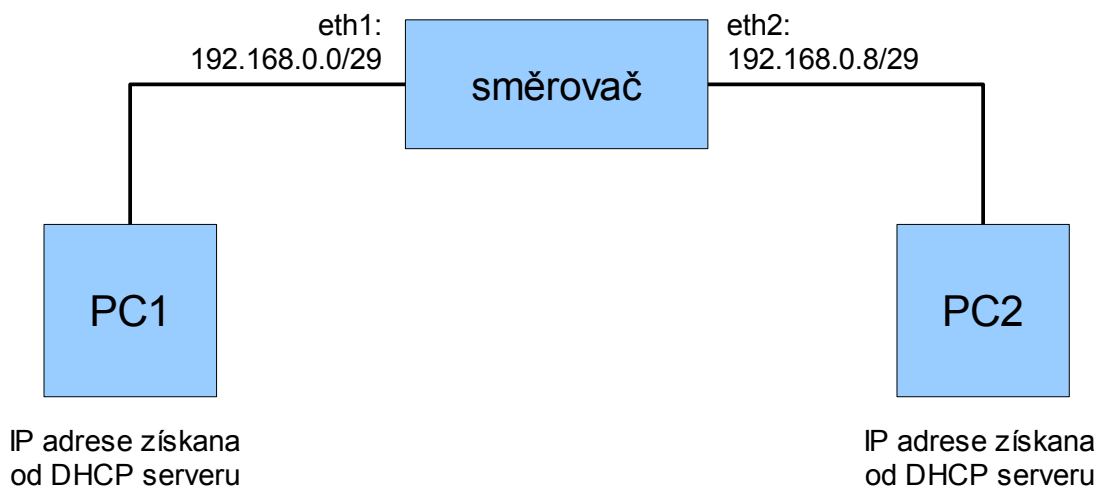 eth1:
192.168.0.0/29
směrovač
eth2:
192.168.0.8/29
PC1
PC2
IP adrese získana
od DHCP serveru
IP adrese získana
od DHCP serveru